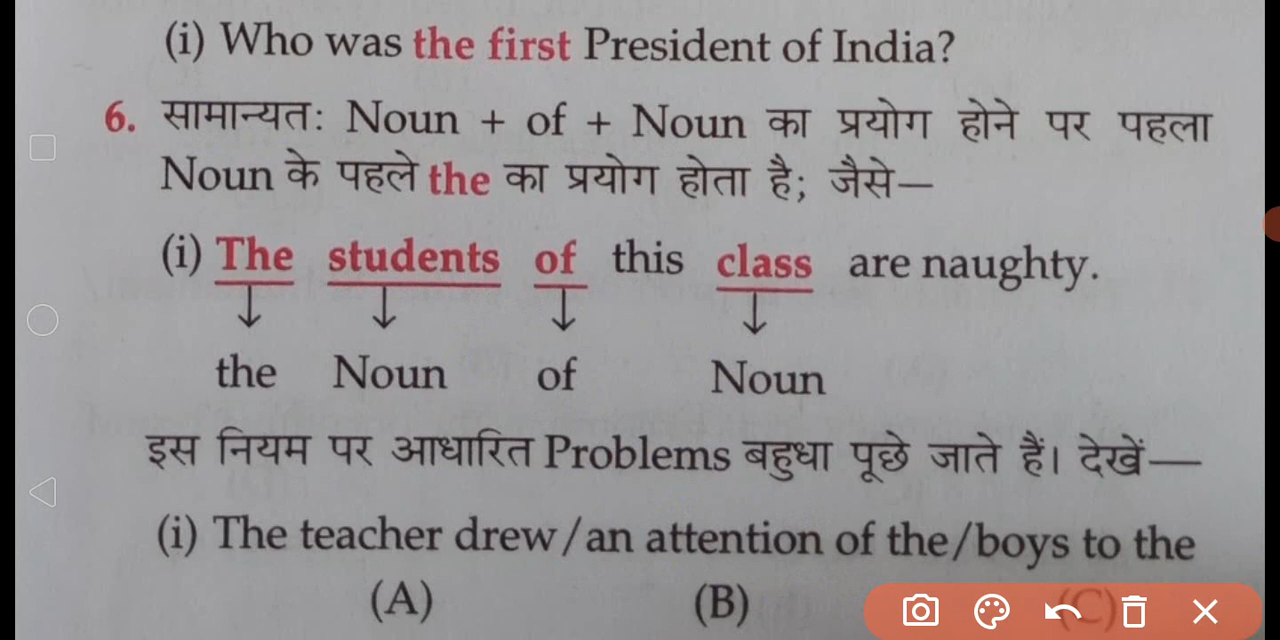 (i) Who was the first President of India?
6. सामान्यत: Noun + of + Noun का प्रयोग होने पर पहला
Noun के पहले the का प्रयोग होता है; जैसे—
(i) The students of this class are naughty.
the Noun of Noun
इस नियम पर आधारित Problems बहुधा पूछे जाते हैं। देखें—
(i) The teacher drew/an attention of the/boys to the
(A) (B) (C)